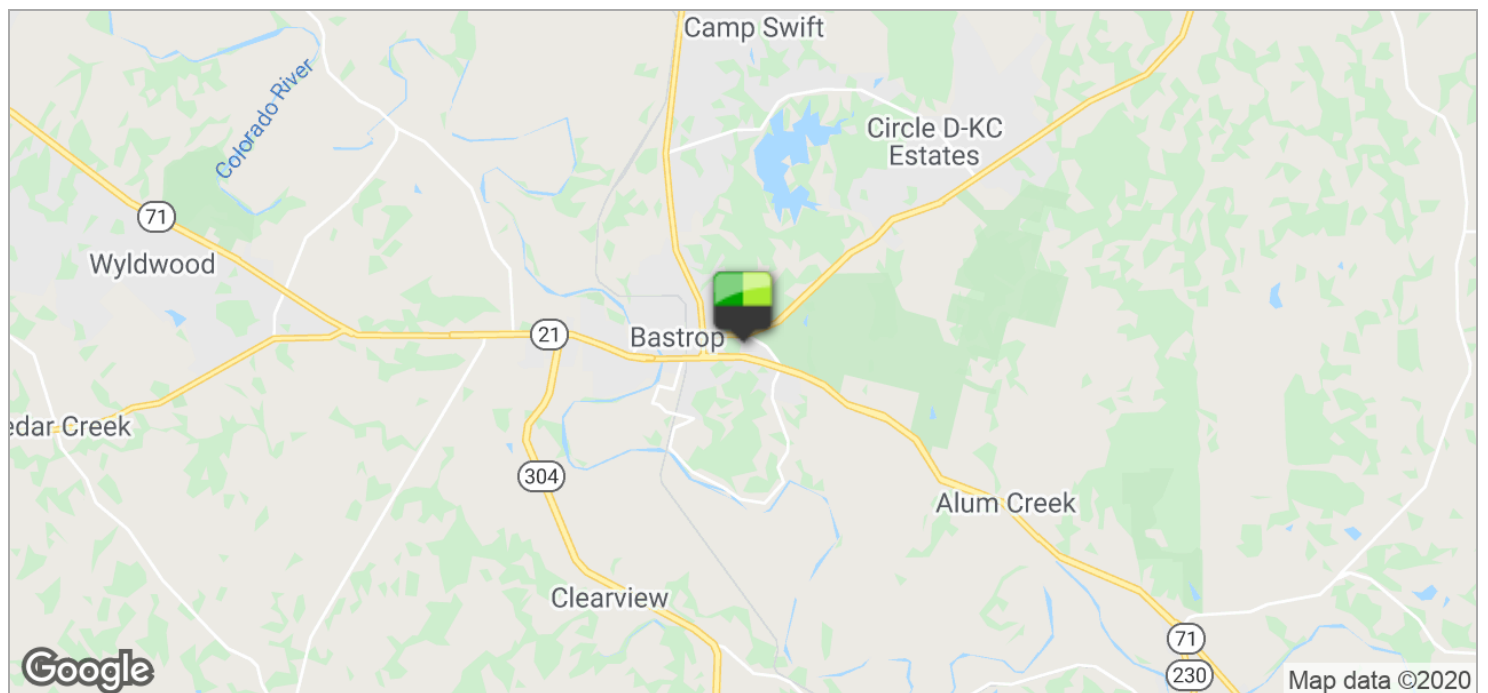 Camp Swift
Colorado River
Circle D-KC
Estates
71
Wyldwood
21
Bastrop
edar Creek
304
Alum Creek
Clearview
71
230
Google
Map data ©2020